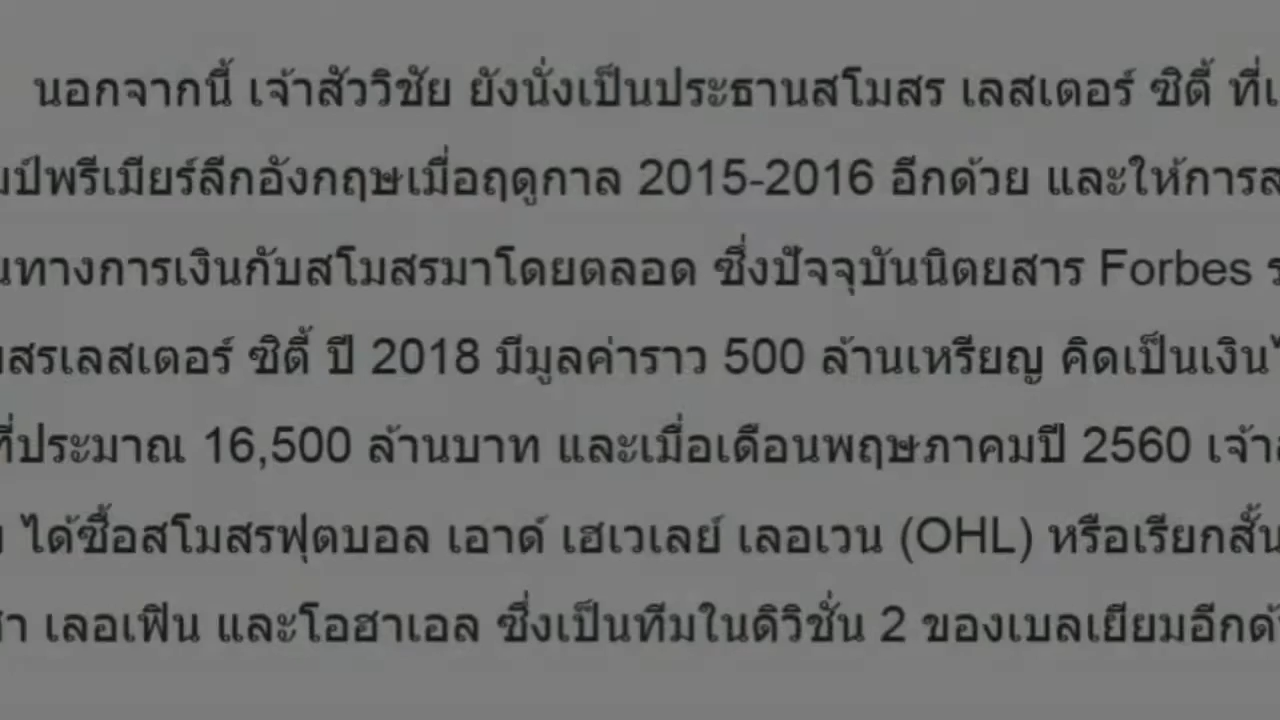 นอกจากนี้ เจ้าสัววิชัย ยังนั่งเป็นประธานสโมสร เลสเตอร์ ซิตี้ ที่
ป์พรีเมียร์ลีกอังกฤษเมื่อฤดูกาล 2015-2016 อีกด้วย และให้การส
นทางการเงินกับสโมสรมาโดยตลอด ซึ่งปัจจุบันนิตยสาร Forbes ร
สรเลสเตอร์ ซิตี้ ปี 2018 มีมูลค่าราว 500 ล้านเหรียญ คิดเป็นเงิน
ที่ประมาณ 16,500 ล้านบาท และเมื่อเดือนพฤษภาคมปี 2560 เจ้า
ได้ซื้อสโมสรฟุตบอล เอาด์ เฮเวเลย์ เลอเวน (OHL) หรือเรียกสั้น
า เลอเฟิน และโอฮาเอล ซึ่งเป็นทีมในดิวิชั่น 2 ของเบลเยียมอีกด้